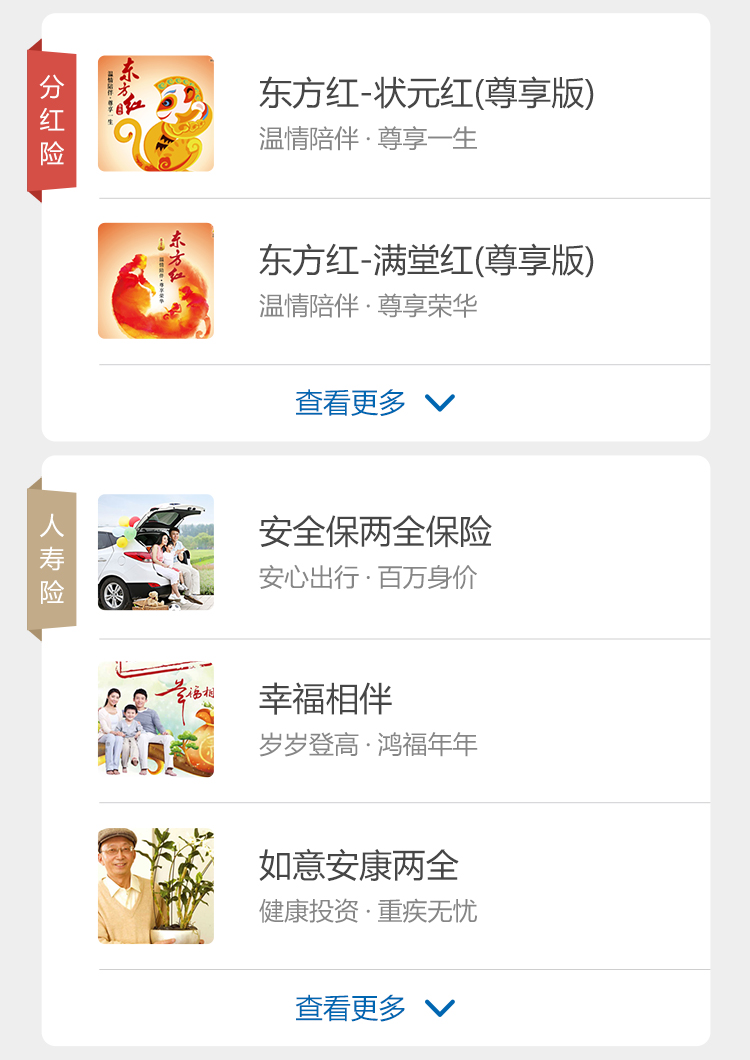 分红险
东方红
温情陪伴·尊享一生
东方红-状元红(尊享版)
温情陪伴·尊享一生
东方红
温情陪伴·尊享荣华
东方红-满堂红(尊享版)
温情陪伴·尊享荣华
查看更多
人寿险
安全保两全保险
安心出行·百万身价
幸福相
幸福相伴
岁岁登高·鸿福年年
如意安康两全
健康投资·重疾无忧
查看更多